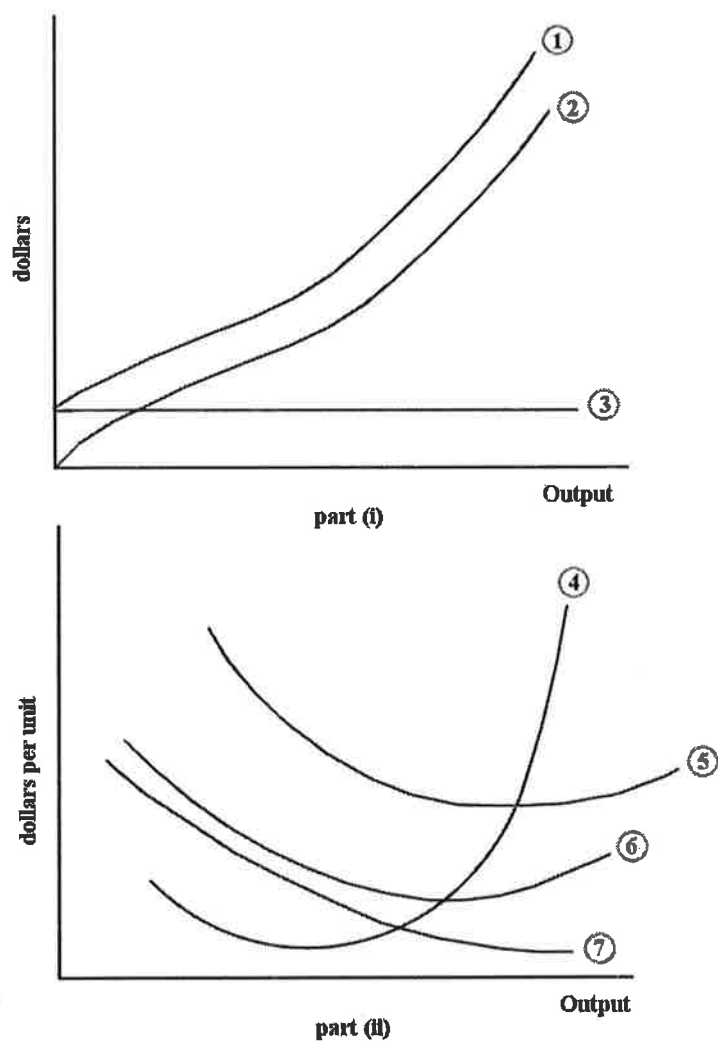 ①
②
dollars
③
Output
part (i)
④
dollars per unit
⑤
⑥
⑦
Output
part (ii)